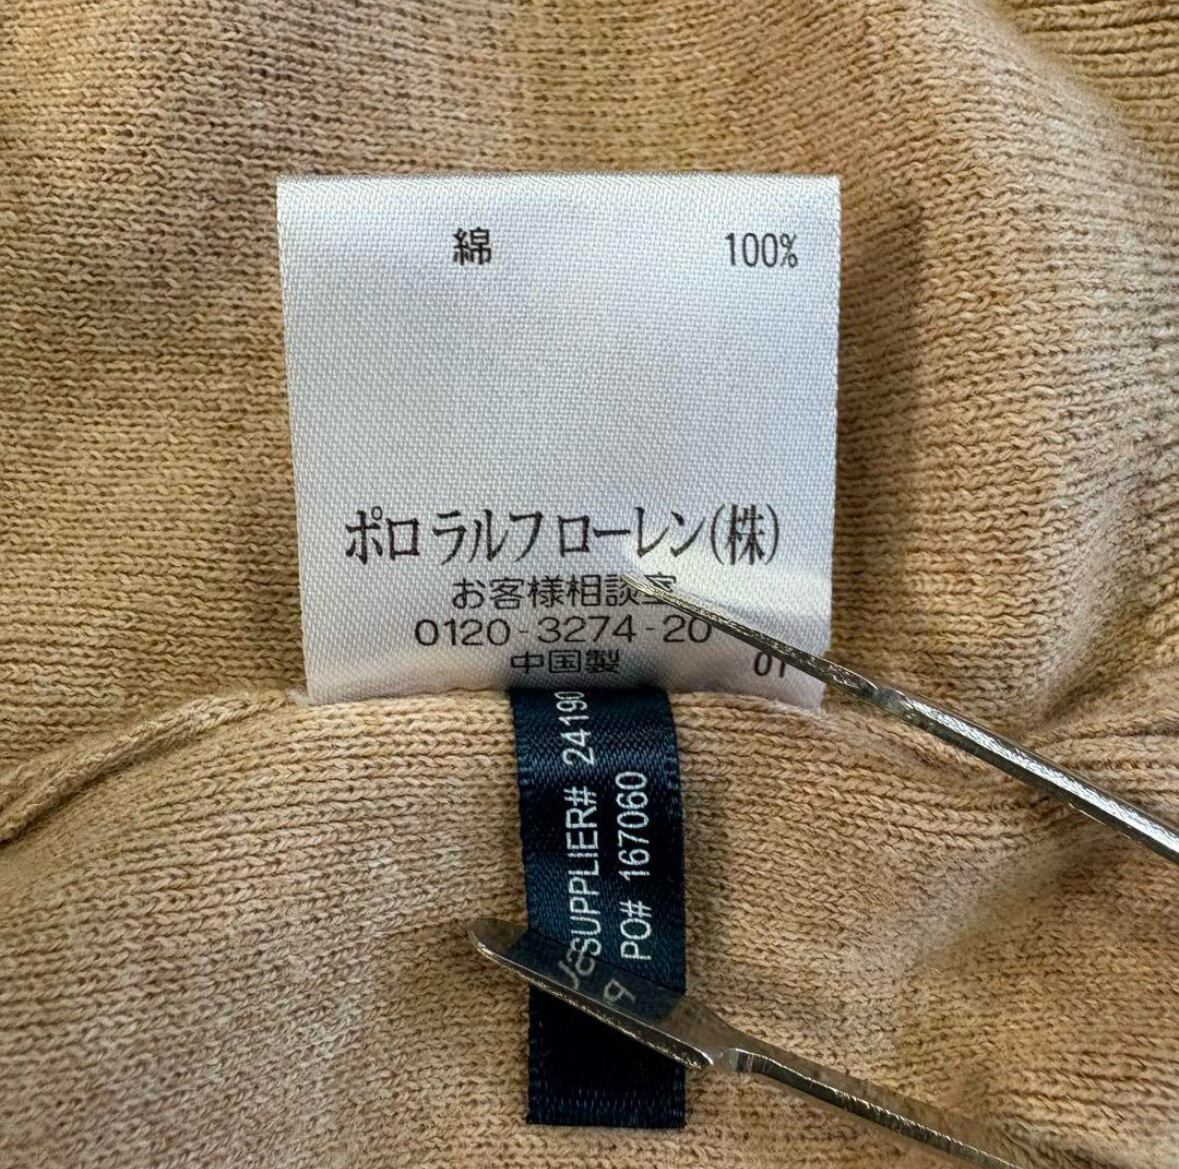 綿 100%
ポロ ラルフ ローレン(株)
お客様相談室
0120-3274-20
中国製 01
SUPPLIER# 24190
PO# 167060